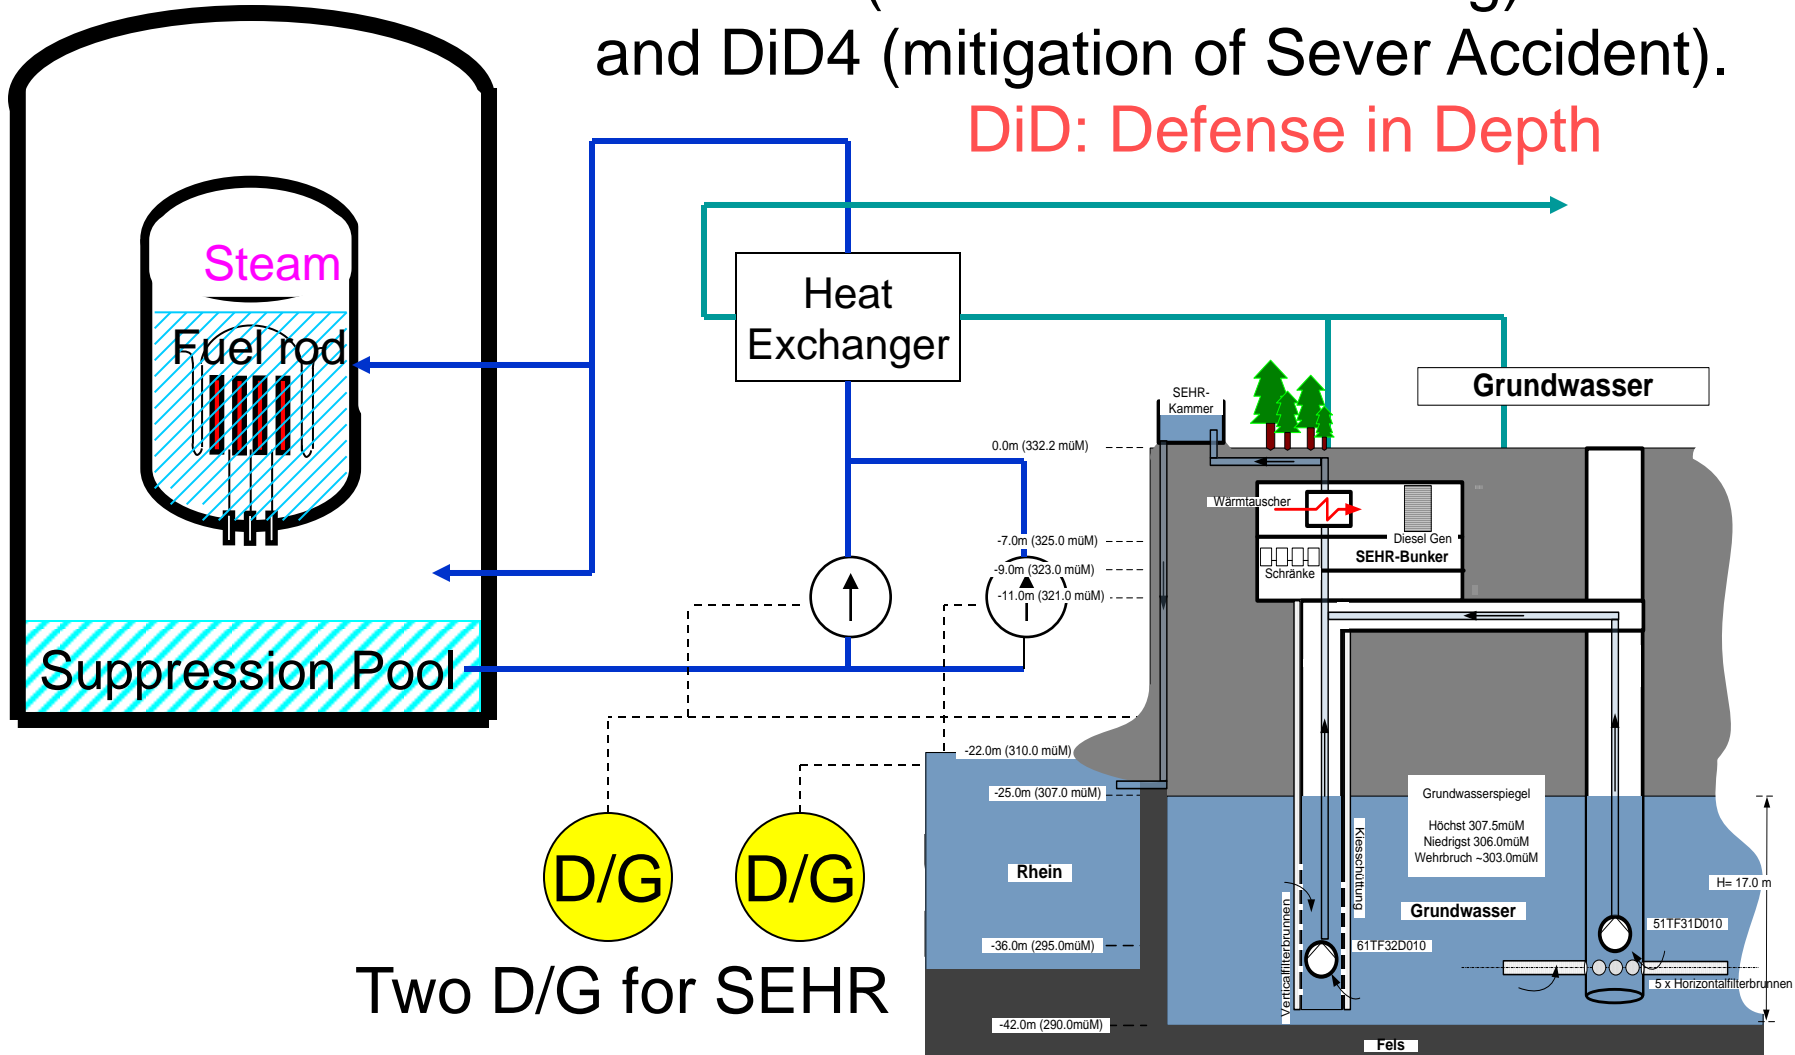 and DiD4 (mitigation of Sever Accident).
DiD: Defense in Depth
Steam
Fuel rod
Suppression Pool
Heat
Exchanger
D/G
D/G
Two D/G for SEHR
Grundwasser
SEHR-
Kammer
0.0m (332.2 müM)
Wärmtauscher
Diesel Gen
SEHR-Bunker
Schränke
-7.0m (325.0 müM)
-9.0m (323.0 müM)
-11.0m (321.0 müM)
-22.0m (310.0 müM)
-25.0m (307.0 müM)
Grundwasserspiegel
Höchst 307.5müM
Niedrigst 306.0müM
Wehrbruch ~303.0müM
Kiesschüttung
Verticalfilterbrunnen
Rhein
Grundwasser
H= 17.0 m
51TF31D010
61TF32D010
-36.0m (295.0müM)
5 x Horizontalfilterbrunnen
-42.0m (290.0müM)
Fels